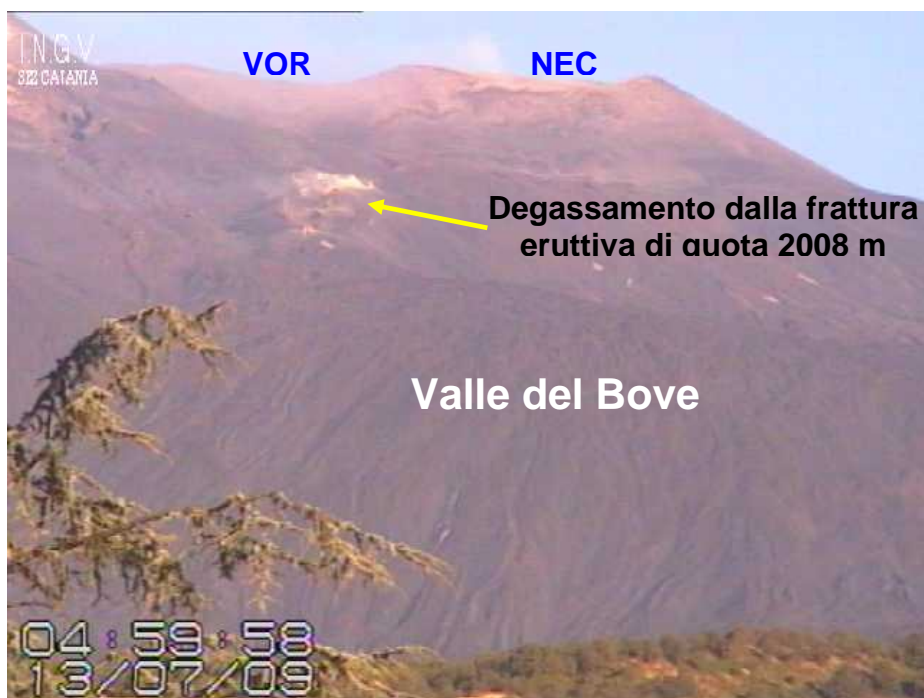 I.N.G.V
SEZ CATANIA
VOR
NEC
Degassamento dalla frattura
eruttiva di quota 2008 m
Valle del Bove
04:59:58
13/07/09